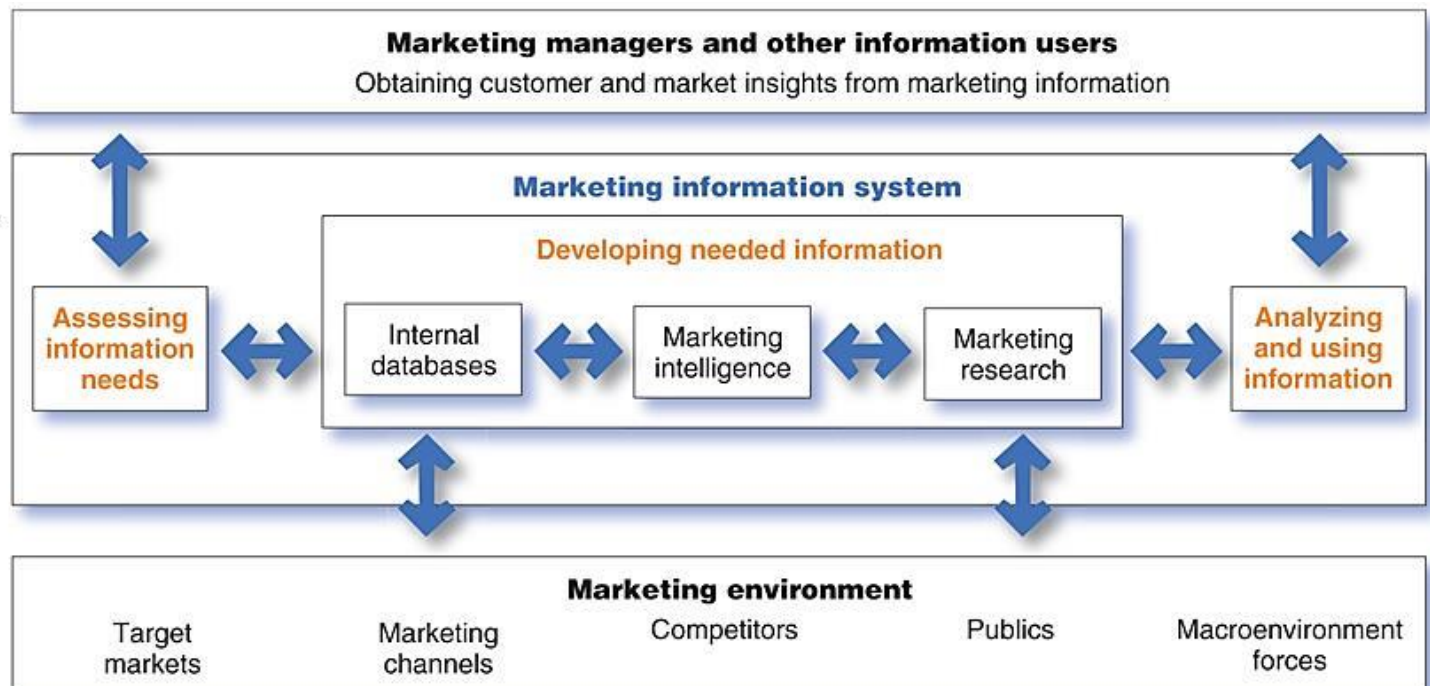 Marketing managers and other information users
Obtaining customer and market insights from marketing information
Marketing information system
Developing needed information
Assessing
information
needs
Internal
databases
Marketing
intelligence
Marketing
research
Analyzing
and using
information
Marketing environment
Target
markets
Marketing
channels
Competitors
Publics
Macroenvironment
forces